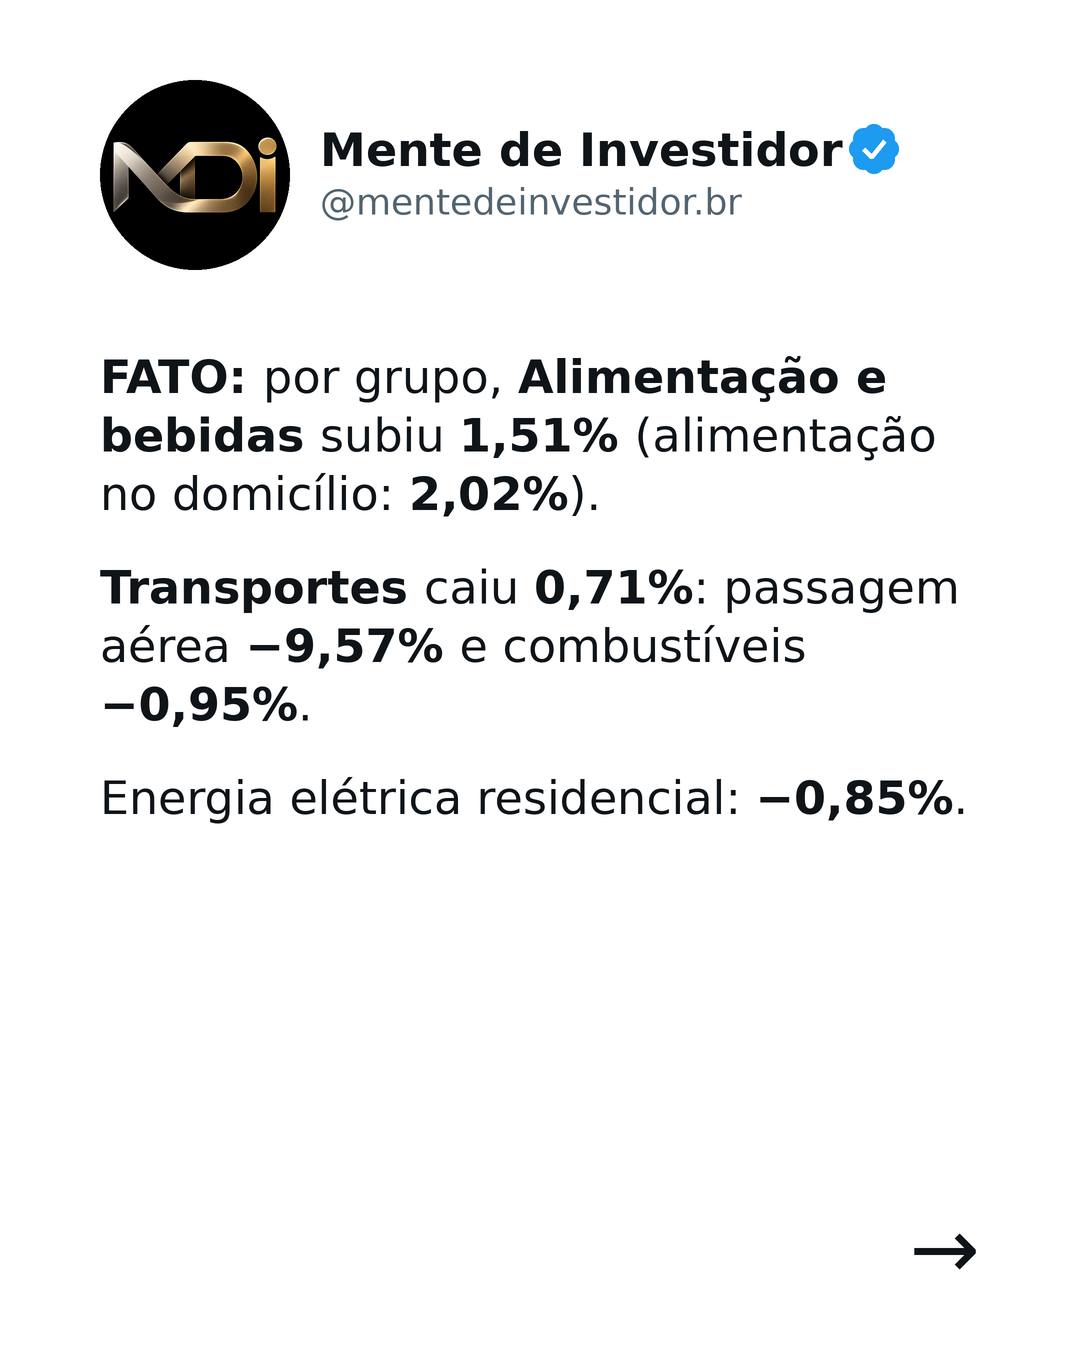 MDi
Mente de Investidor
@mentedeinvestidor.br
FATO: por grupo, Alimentação e
bebidas subiu 1,51% (alimentação
no domicílio: 2,02%).
Transportes caiu 0,71%: passagem
aérea −9,57% e combustíveis
−0,95%.
Energia elétrica residencial: −0,85%.
→